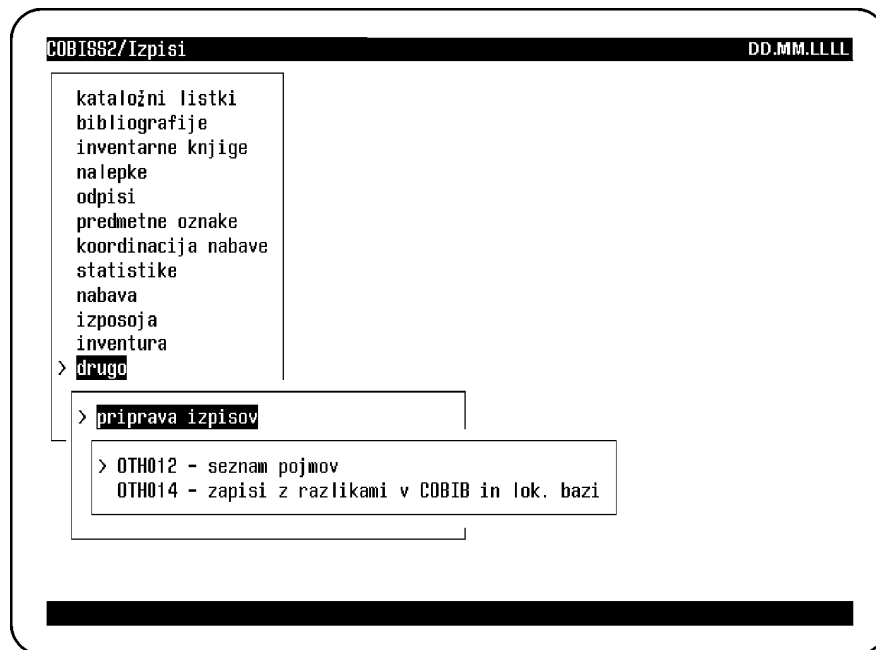 COBISS2/Izpisi DD.MM.LLLL
kataložni listki
bibliografije
inventarne knjige
nalepke
odpisi
predmetne oznake
koordinacija nabave
statistike
nabava
izposoja
inventura
> drugo
> priprava izpisov
> OTH012 - seznam pojmov
OTH014 - zapisi z razlikami v COBIB in lok. bazi